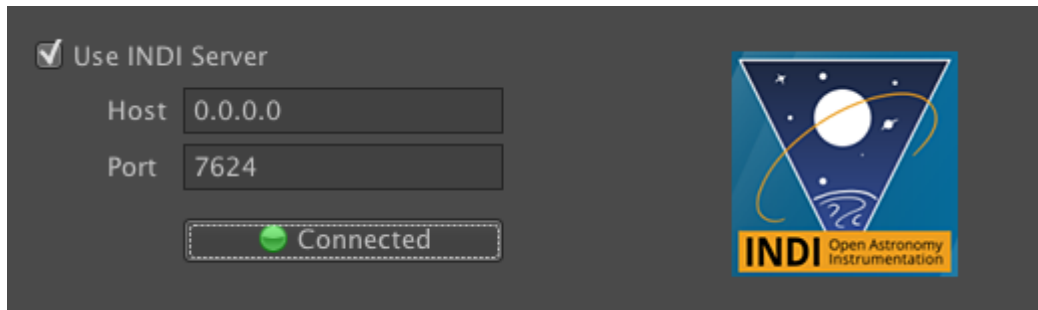 Use INDI Server
Host 0.0.0.0
Port 7624
Connected
INDI Open Astronomy
Instrumentation